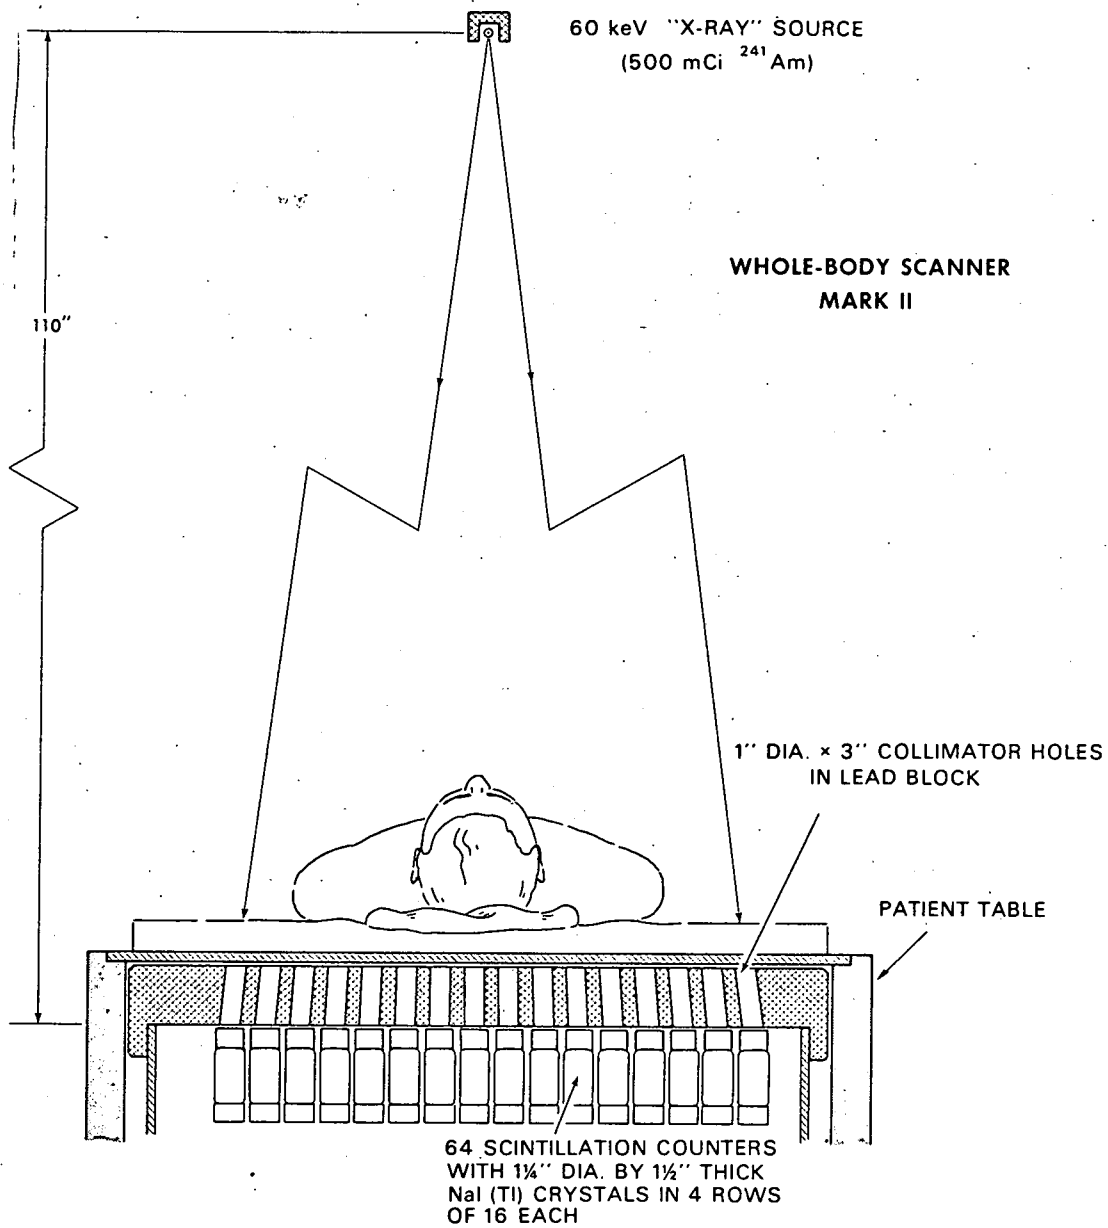 60 keV "X-RAY" SOURCE
(500 mCi ²⁴¹Am)
WHOLE-BODY SCANNER
MARK II
110"
1" DIA. × 3" COLLIMATOR HOLES
IN LEAD BLOCK
PATIENT TABLE
64 SCINTILLATION COUNTERS
WITH 1¼" DIA. BY 1½" THICK
NaI (Tl) CRYSTALS IN 4 ROWS
OF 16 EACH